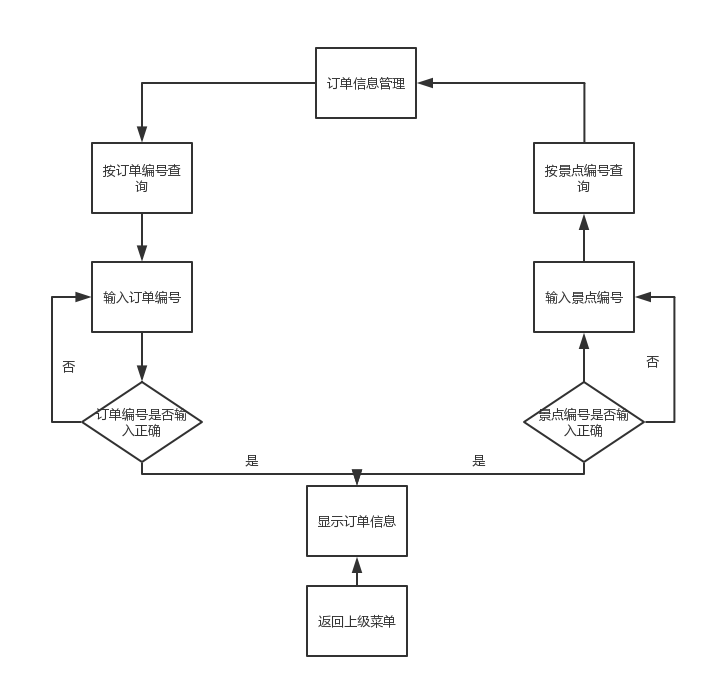 订单信息管理
按订单编号查
询
按景点编号查
询
输入订单编号
输入景点编号
否
否
订单编号是否输
入正确
景点编号是否输
入正确
是
是
显示订单信息
返回上级菜单